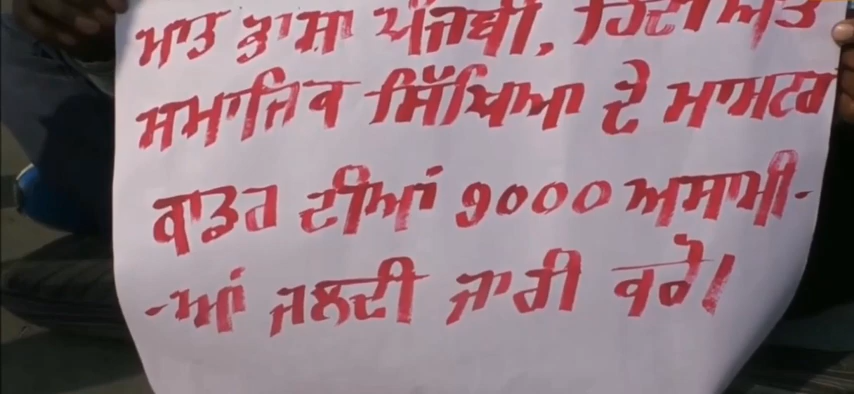 ਮਾਤ ਭਾਸ਼ਾ ਪੰਜਾਬੀ, ਹਿੰਦੀ ਅਤੇ
ਸਮਾਜਿਕ ਸਿੱਖਿਆ ਦੇ ਮਾਸਟਰ
ਕਾਡਰ ਦੀਆਂ 9000 ਅਸਾਮੀ-
-ਆਂ ਜਲਦੀ ਜਾਰੀ ਕਰੋ।